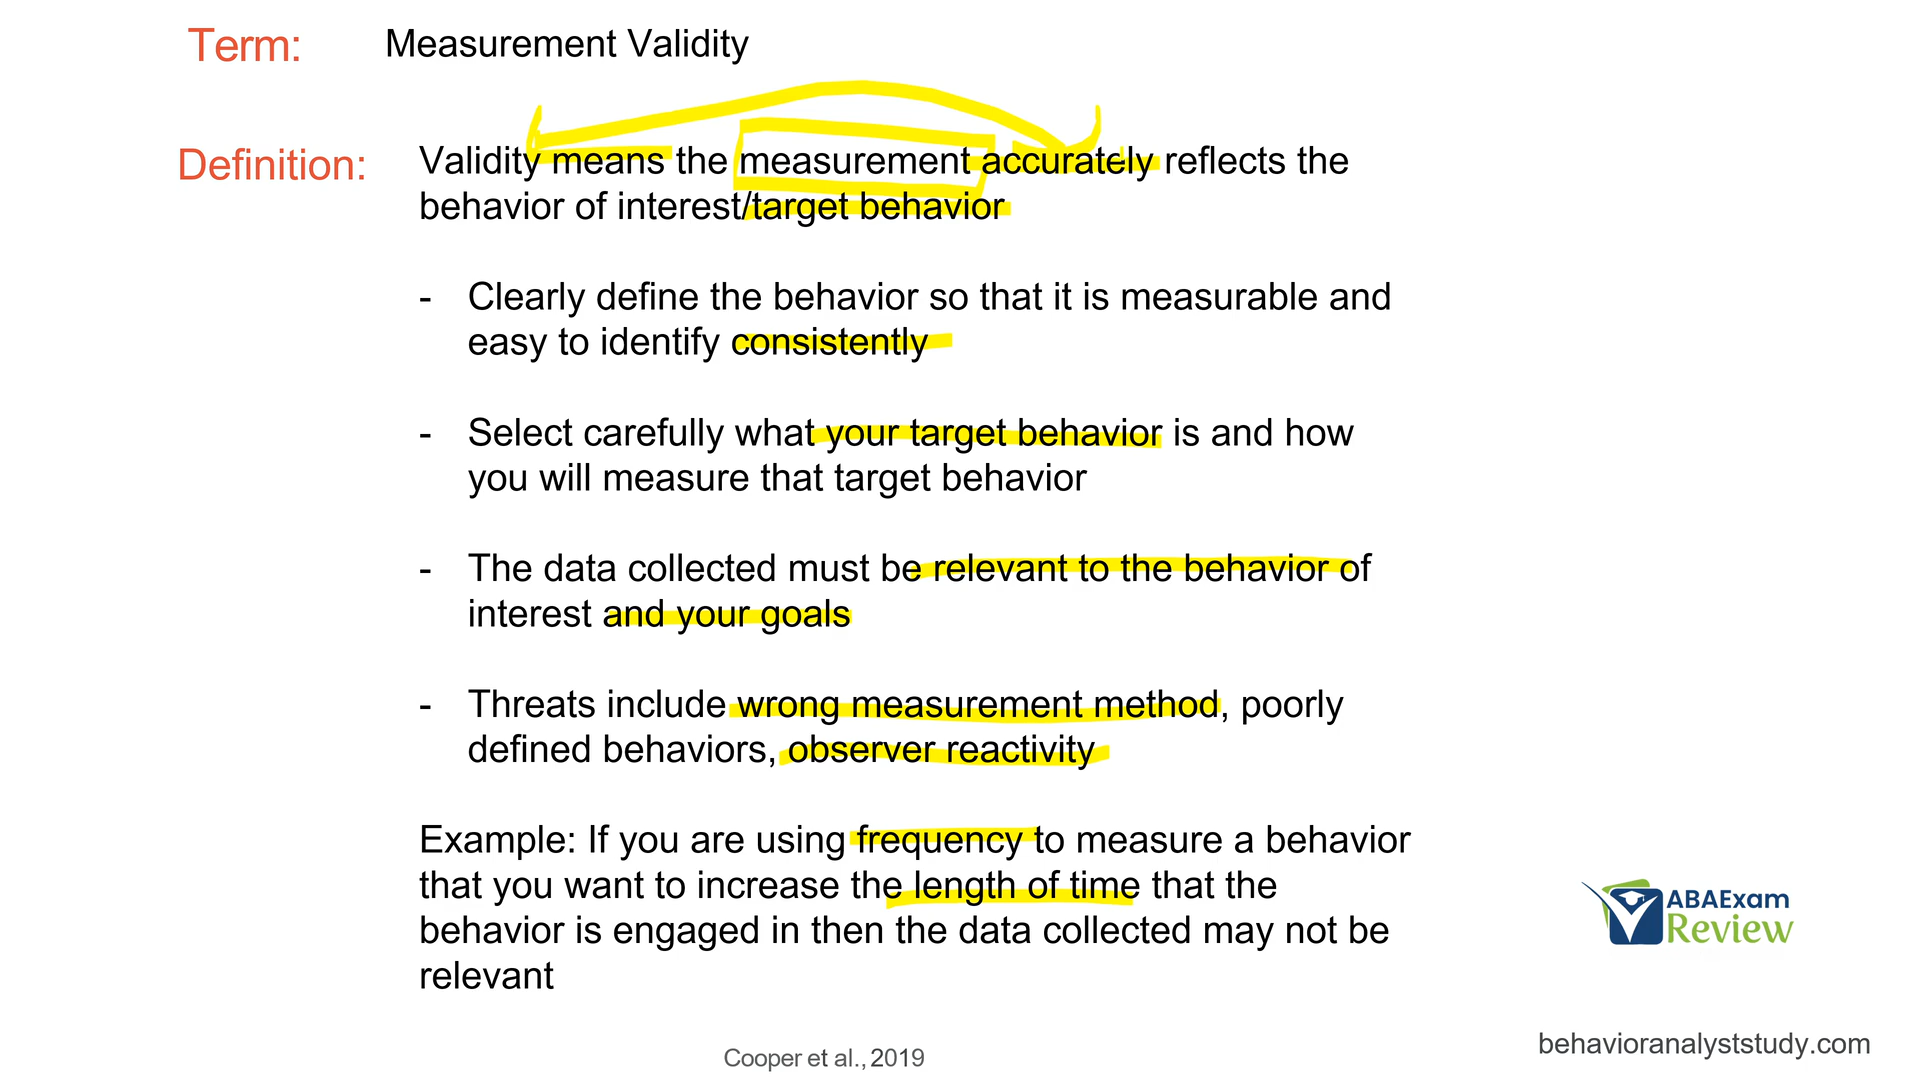 Term: Measurement Validity
Definition: Validity means the measurement accurately reflects the
behavior of interest/target behavior
- Clearly define the behavior so that it is measurable and
easy to identify consistently
- Select carefully what your target behavior is and how
you will measure that target behavior
- The data collected must be relevant to the behavior of
interest and your goals
- Threats include wrong measurement method, poorly
defined behaviors, observer reactivity
Example: If you are using frequency to measure a behavior
that you want to increase the length of time that the
behavior is engaged in then the data collected may not be
relevant
ABAExam
Review
behavioranalyststudy.com
Cooper et al., 2019